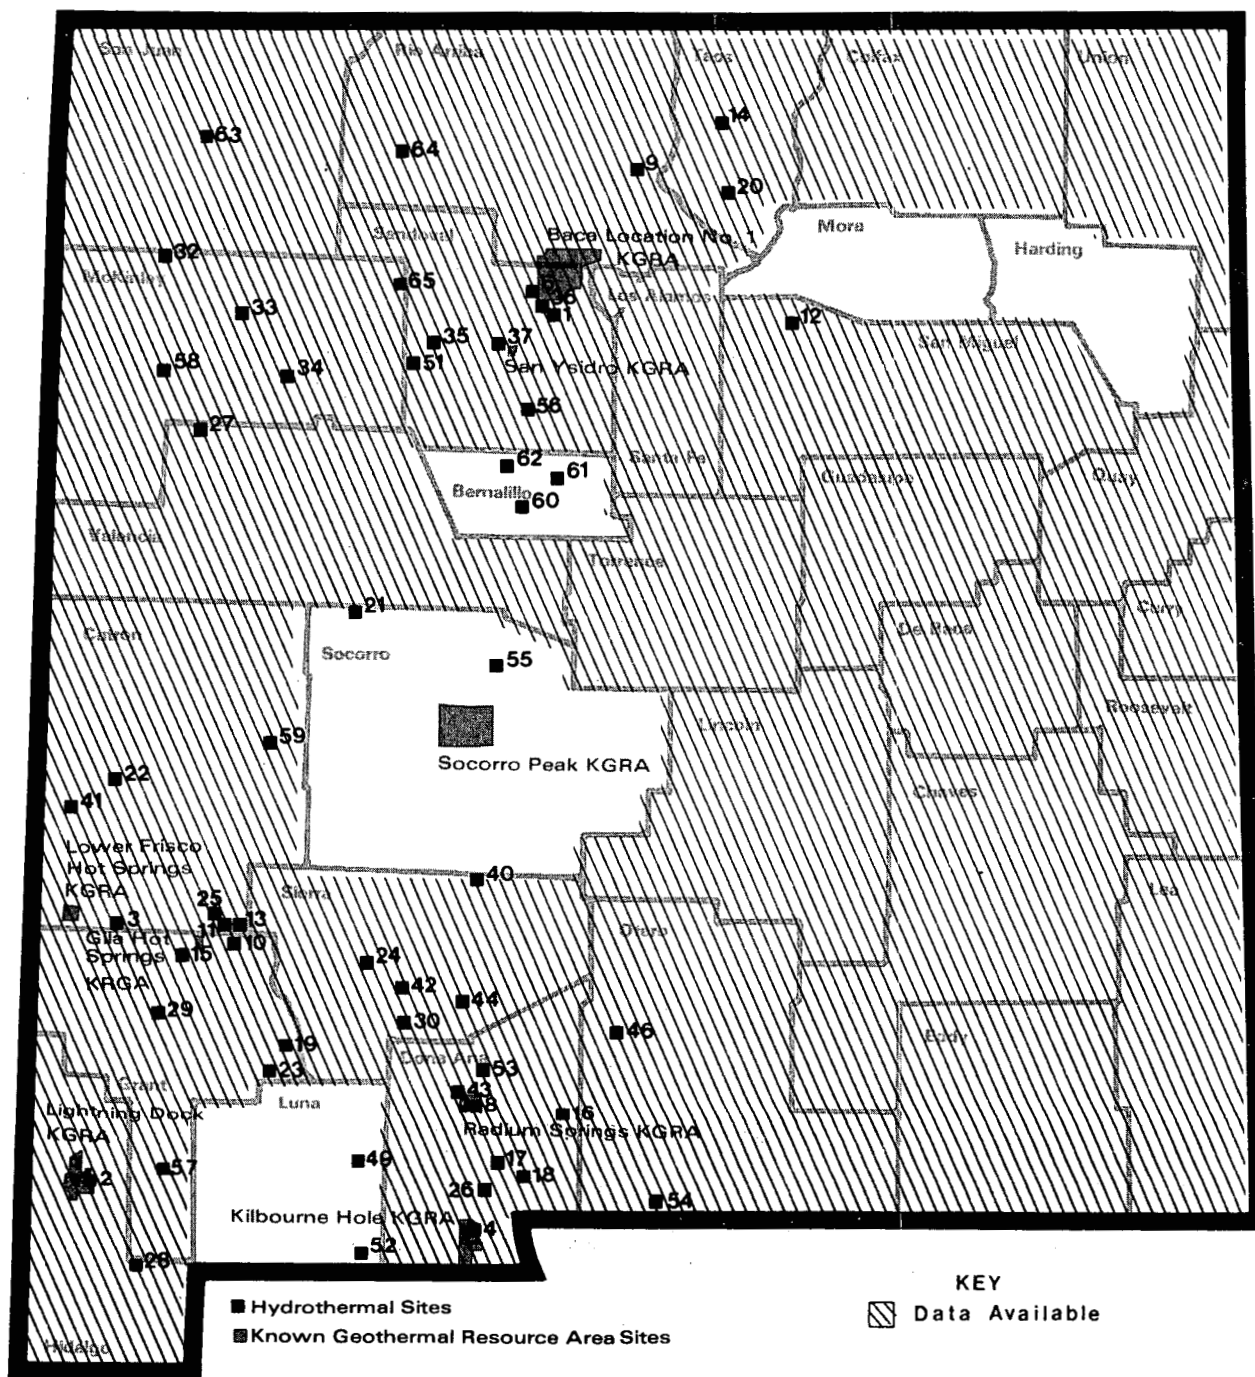 San Juan
Rio Arriba
Taos
Colfax
Union
63
64
14
9
20
Mora
Harding
Sandoval
Baca Location No. 1
KGRA
32
McKinley
65
36
1
Los Alamos
33
12
35
37
San Miguel
58
34
51
San Ysidro KGRA
56
27
62
61
Santa Fe
Guadalupe
Quay
Bernalillo
60
Valencia
Torrence
21
Catron
Socorro
55
De Baca
Curry
Roosevelt
Lincoln
59
Socorro Peak KGRA
22
41
Chaves
Lower Frisco
Hot Springs
KGRA
40
Sierra
Lea
25
3
11
13
Otero
Gila Hot
Springs
KRGA
15
10
24
42
44
29
30
46
Eddy
19
Dona Ana
23
53
Grant
43
Luna
8
16
Lightning Dock
KGRA
Radium Springs KGRA
49
17
57
18
2
26
54
Kilbourne Hole KGRA
4
52
28
KEY
Hydrothermal Sites
Data Available
Known Geothermal Resource Area Sites
Hidalgo